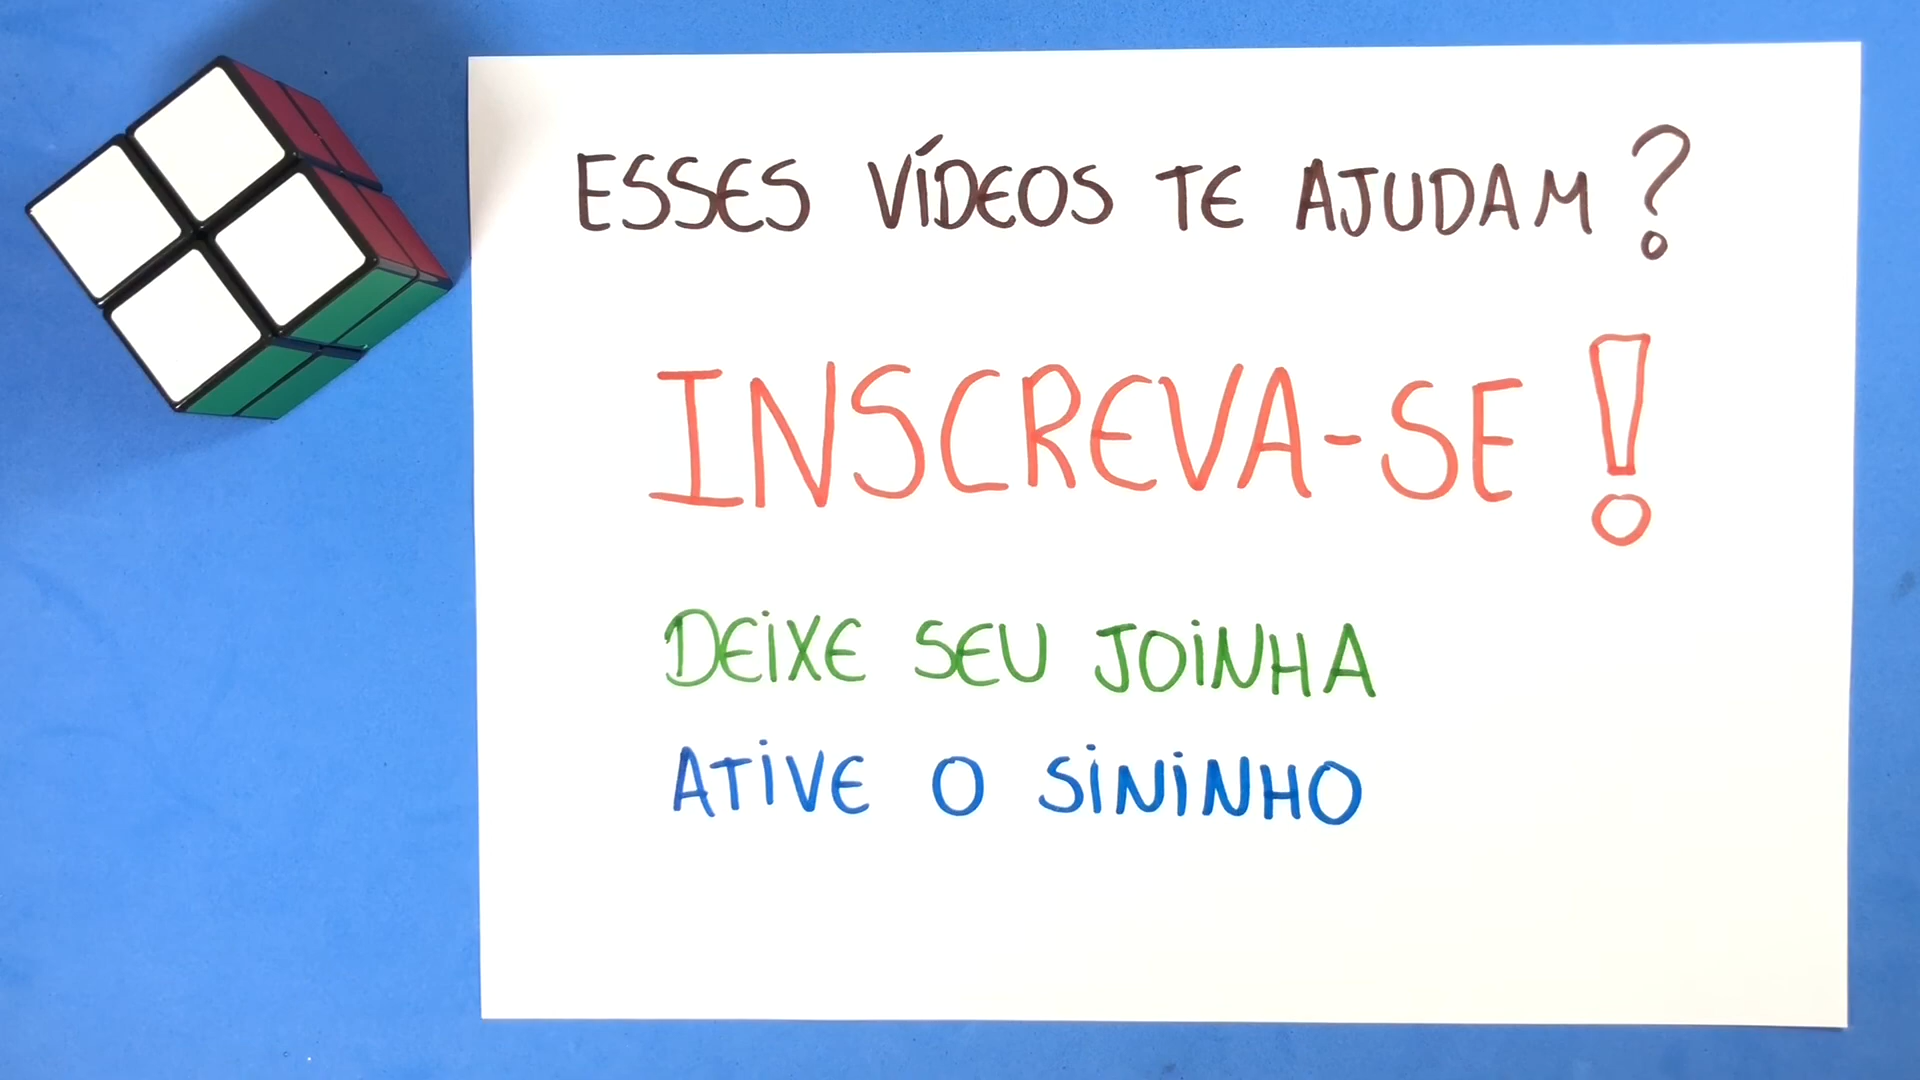 ESSES VÍDEOS TE AJUDAM?
INSCREVA-SE!
DEIXE SEU JOINHA
ATIVE O SININHO